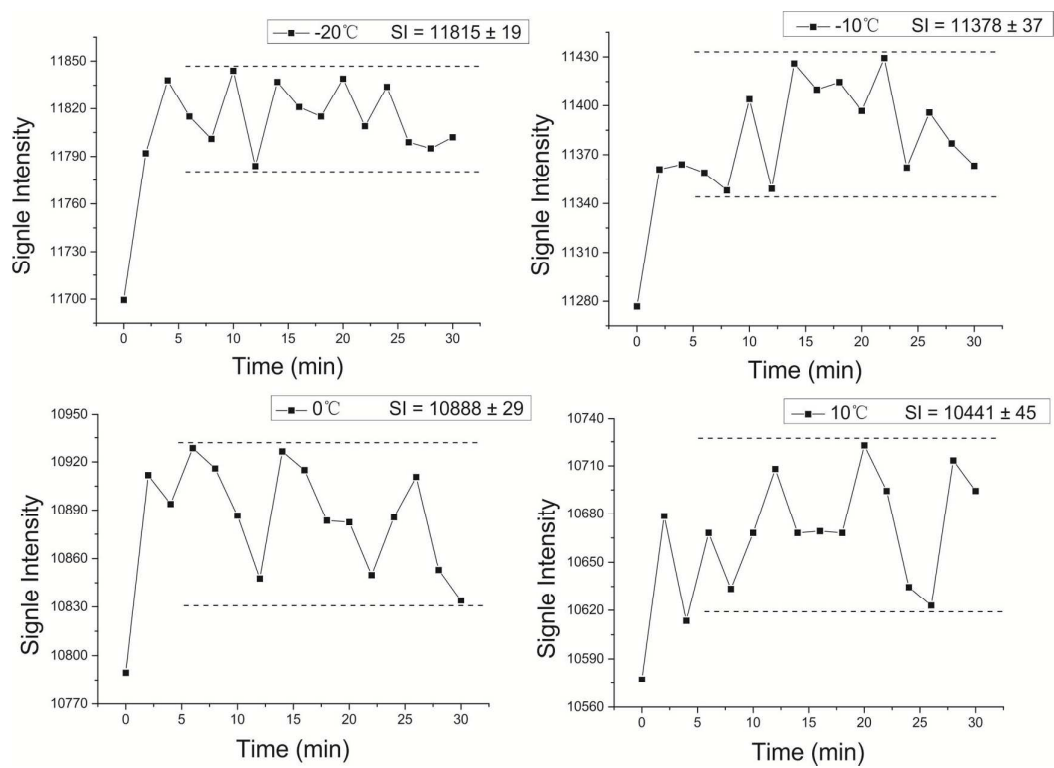 -20℃ SI = 11815 ± 19
11850
11820
11790
11760
11730
11700
Signle Intensity
0 5 10 15 20 25 30
Time (min)
-10℃ SI = 11378 ± 37
11430
11400
11370
11340
11310
11280
Signle Intensity
0 5 10 15 20 25 30
Time (min)
0℃ SI = 10888 ± 29
10950
10920
10890
10860
10830
10800
10770
Signle Intensity
0 5 10 15 20 25 30
Time (min)
10℃ SI = 10441 ± 45
10740
10710
10680
10650
10620
10590
10560
Signle Intensity
0 5 10 15 20 25 30
Time (min)